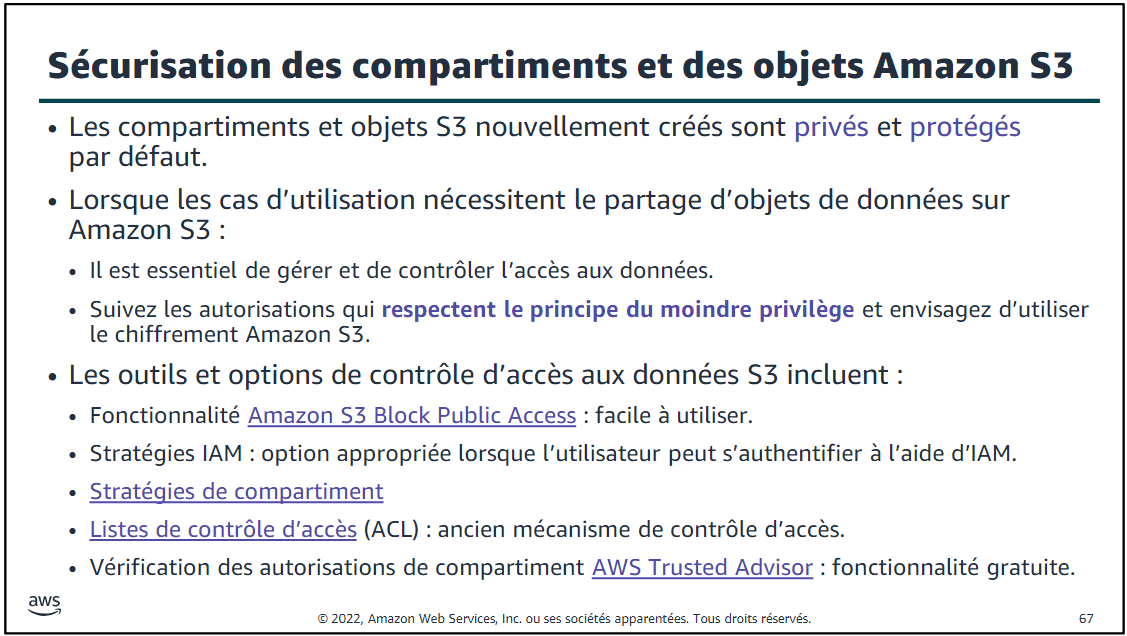 Sécurisation des compartiments et des objets Amazon S3
• Les compartiments et objets S3 nouvellement créés sont privés et protégés
par défaut.
• Lorsque les cas d’utilisation nécessitent le partage d’objets de données sur
Amazon S3 :
• Il est essentiel de gérer et de contrôler l’accès aux données.
• Suivez les autorisations qui respectent le principe du moindre privilège et envisagez d’utiliser
le chiffrement Amazon S3.
• Les outils et options de contrôle d’accès aux données S3 incluent :
• Fonctionnalité Amazon S3 Block Public Access : facile à utiliser.
• Stratégies IAM : option appropriée lorsque l’utilisateur peut s’authentifier à l’aide d’IAM.
• Stratégies de compartiment
• Listes de contrôle d’accès (ACL) : ancien mécanisme de contrôle d’accès.
• Vérification des autorisations de compartiment AWS Trusted Advisor : fonctionnalité gratuite.
aws
© 2022, Amazon Web Services, Inc. ou ses sociétés apparentées. Tous droits réservés.
67